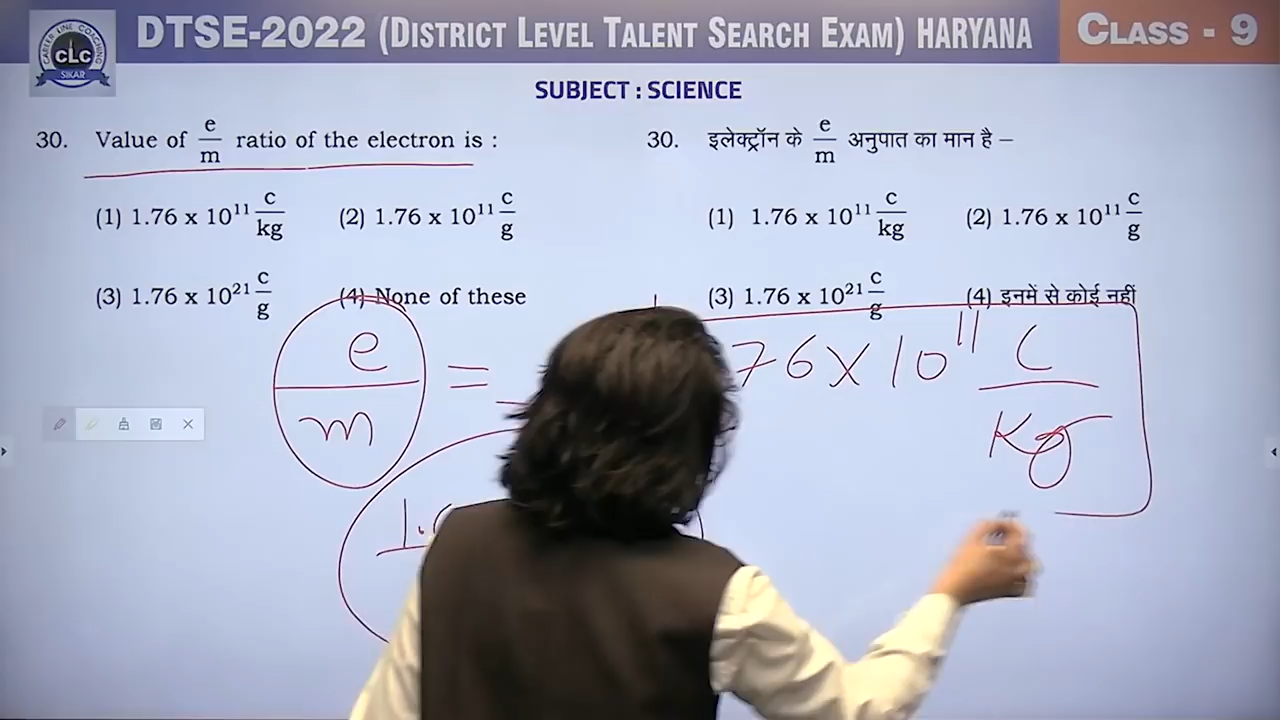 DTSE-2022 (DISTRICT LEVEL TALENT SEARCH EXAM) HARYANA
CLASS - 9
CAREER LINE COACHING
CLC
SIKAR
SUBJECT : SCIENCE
30. Value of e/m ratio of the electron is :
(1) 1.76 x 10¹¹ c/kg (2) 1.76 x 10¹¹ c/g
(3) 1.76 x 10²¹ c/g (4) None of these
30. इलेक्ट्रॉन के e/m अनुपात का मान है –
(1) 1.76 x 10¹¹ c/kg (2) 1.76 x 10¹¹ c/g
(3) 1.76 x 10²¹ c/g (4) इनमें से कोई नहीं
e/m = 76 X 10¹¹ C/Kg